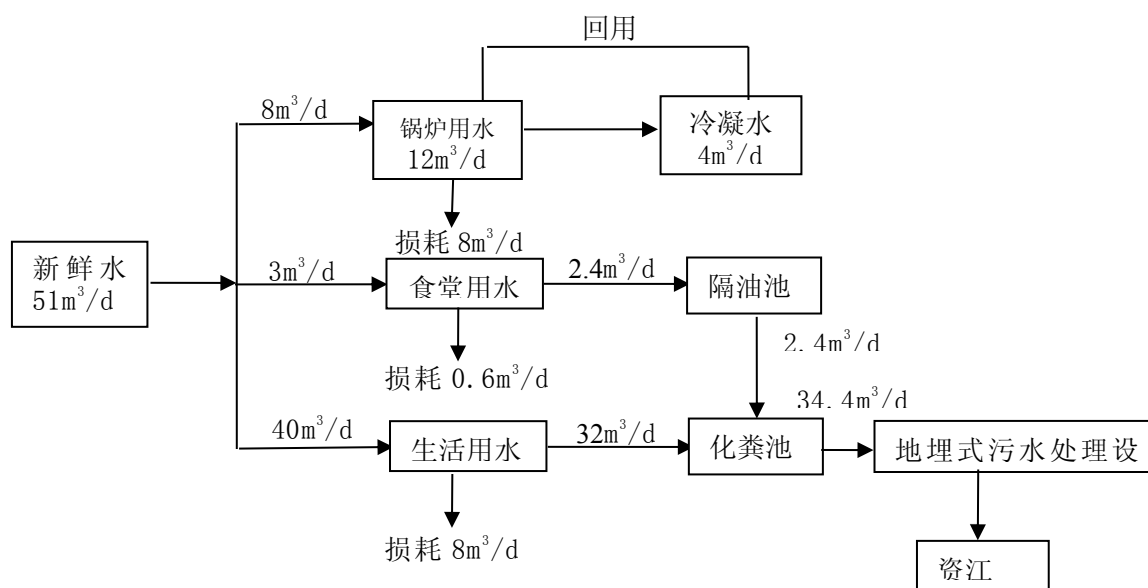 回用
8m³/d
锅炉用水
12m³/d
冷凝水
4m³/d
损耗 8m³/d
新鲜水
51m³/d
3m³/d
食堂用水
2.4m³/d
隔油池
损耗 0.6m³/d
2.4m³/d
34.4m³/d
40m³/d
生活用水
32m³/d
化粪池
地埋式污水处理设
损耗 8m³/d
资江